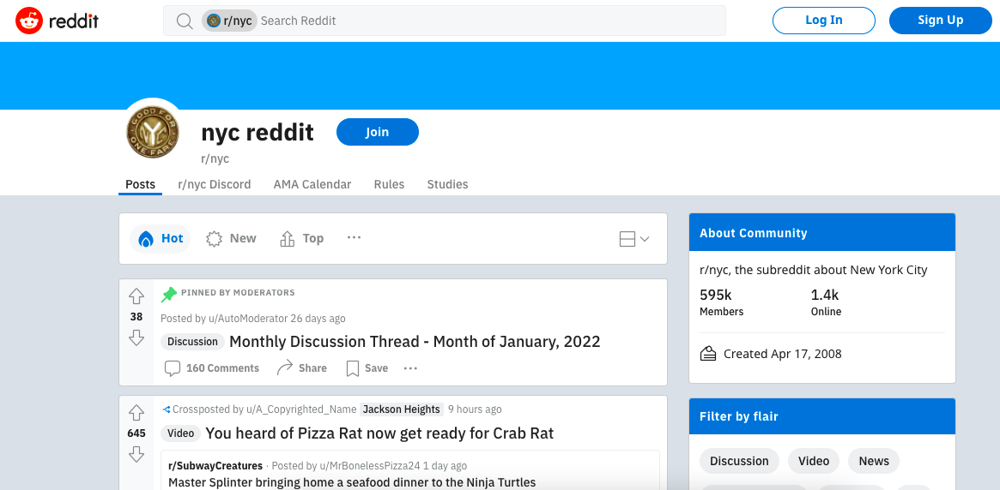 reddit
r/nyc Search Reddit
Log In
Sign Up
GOOD FOR
NYC
ONE FARE
nyc reddit
Join
r/nyc
Posts r/nyc Discord AMA Calendar Rules Studies
Hot New Top ...
PINNED BY MODERATORS
38
Posted by u/AutoModerator 26 days ago
Discussion Monthly Discussion Thread - Month of January, 2022
160 Comments Share Save ...
Crossposted by u/A_Copyrighted_Name Jackson Heights 9 hours ago
645
Video You heard of Pizza Rat now get ready for Crab Rat
r/SubwayCreatures · Posted by u/MrBonelessPizza24 1 day ago
Master Splinter bringing home a seafood dinner to the Ninja Turtles
About Community
r/nyc, the subreddit about New York City
595k 1.4k
Members Online
Created Apr 17, 2008
Filter by flair
Discussion Video News